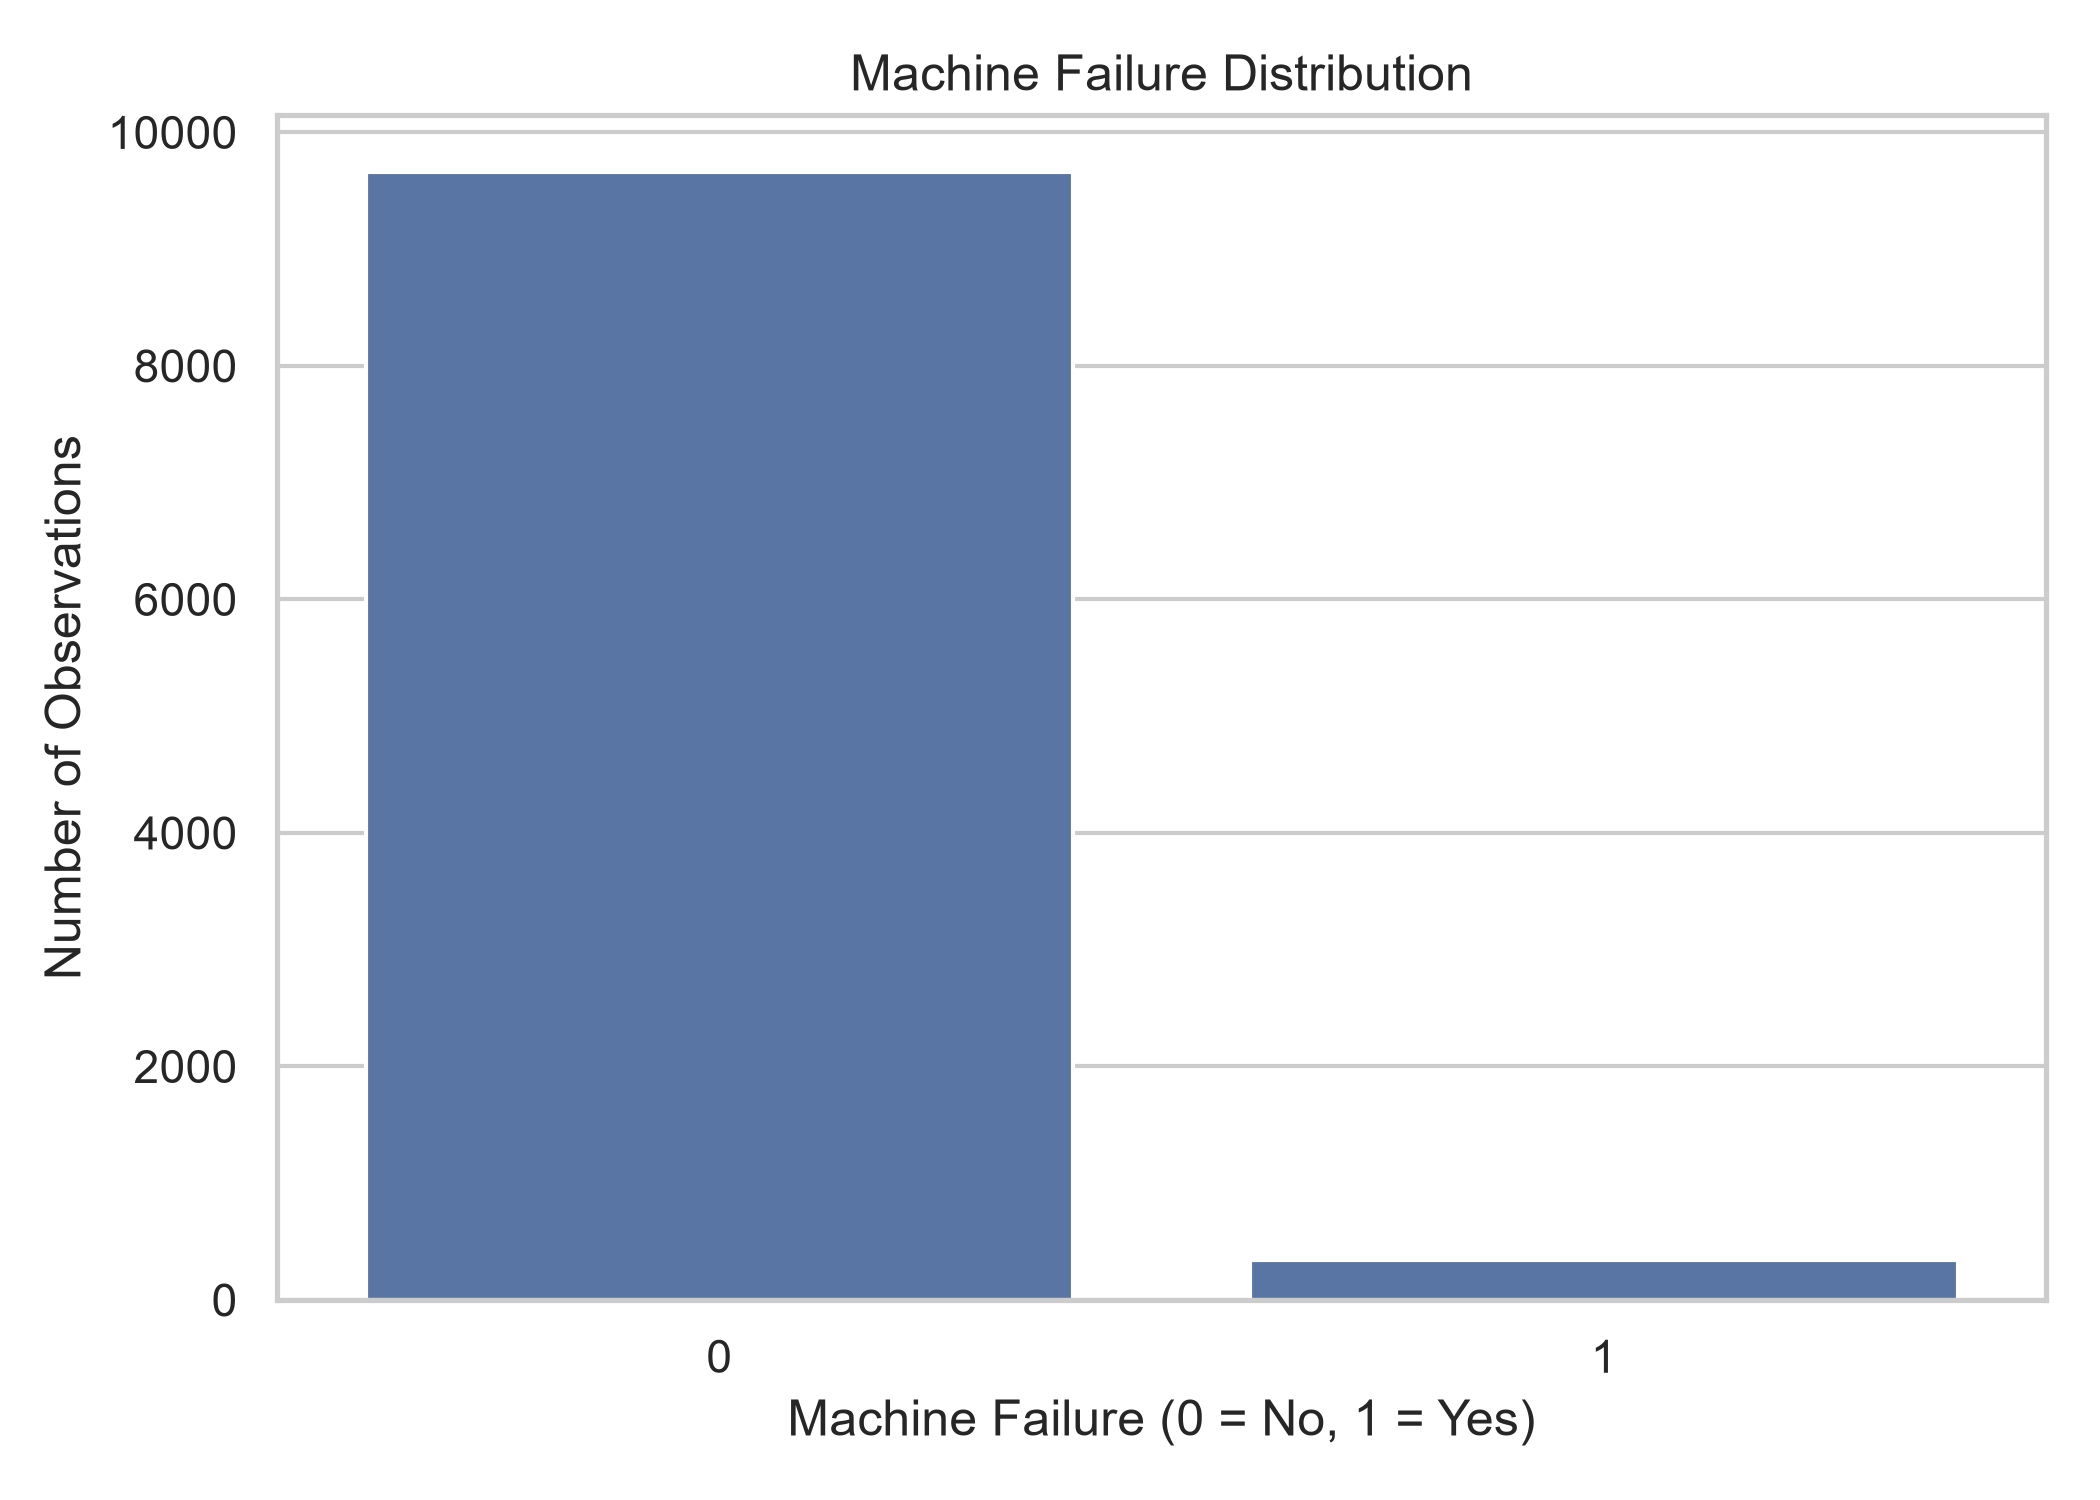 Machine Failure Distribution
10000
8000
6000
4000
2000
0
Number of Observations
0 1
Machine Failure (0 = No, 1 = Yes)